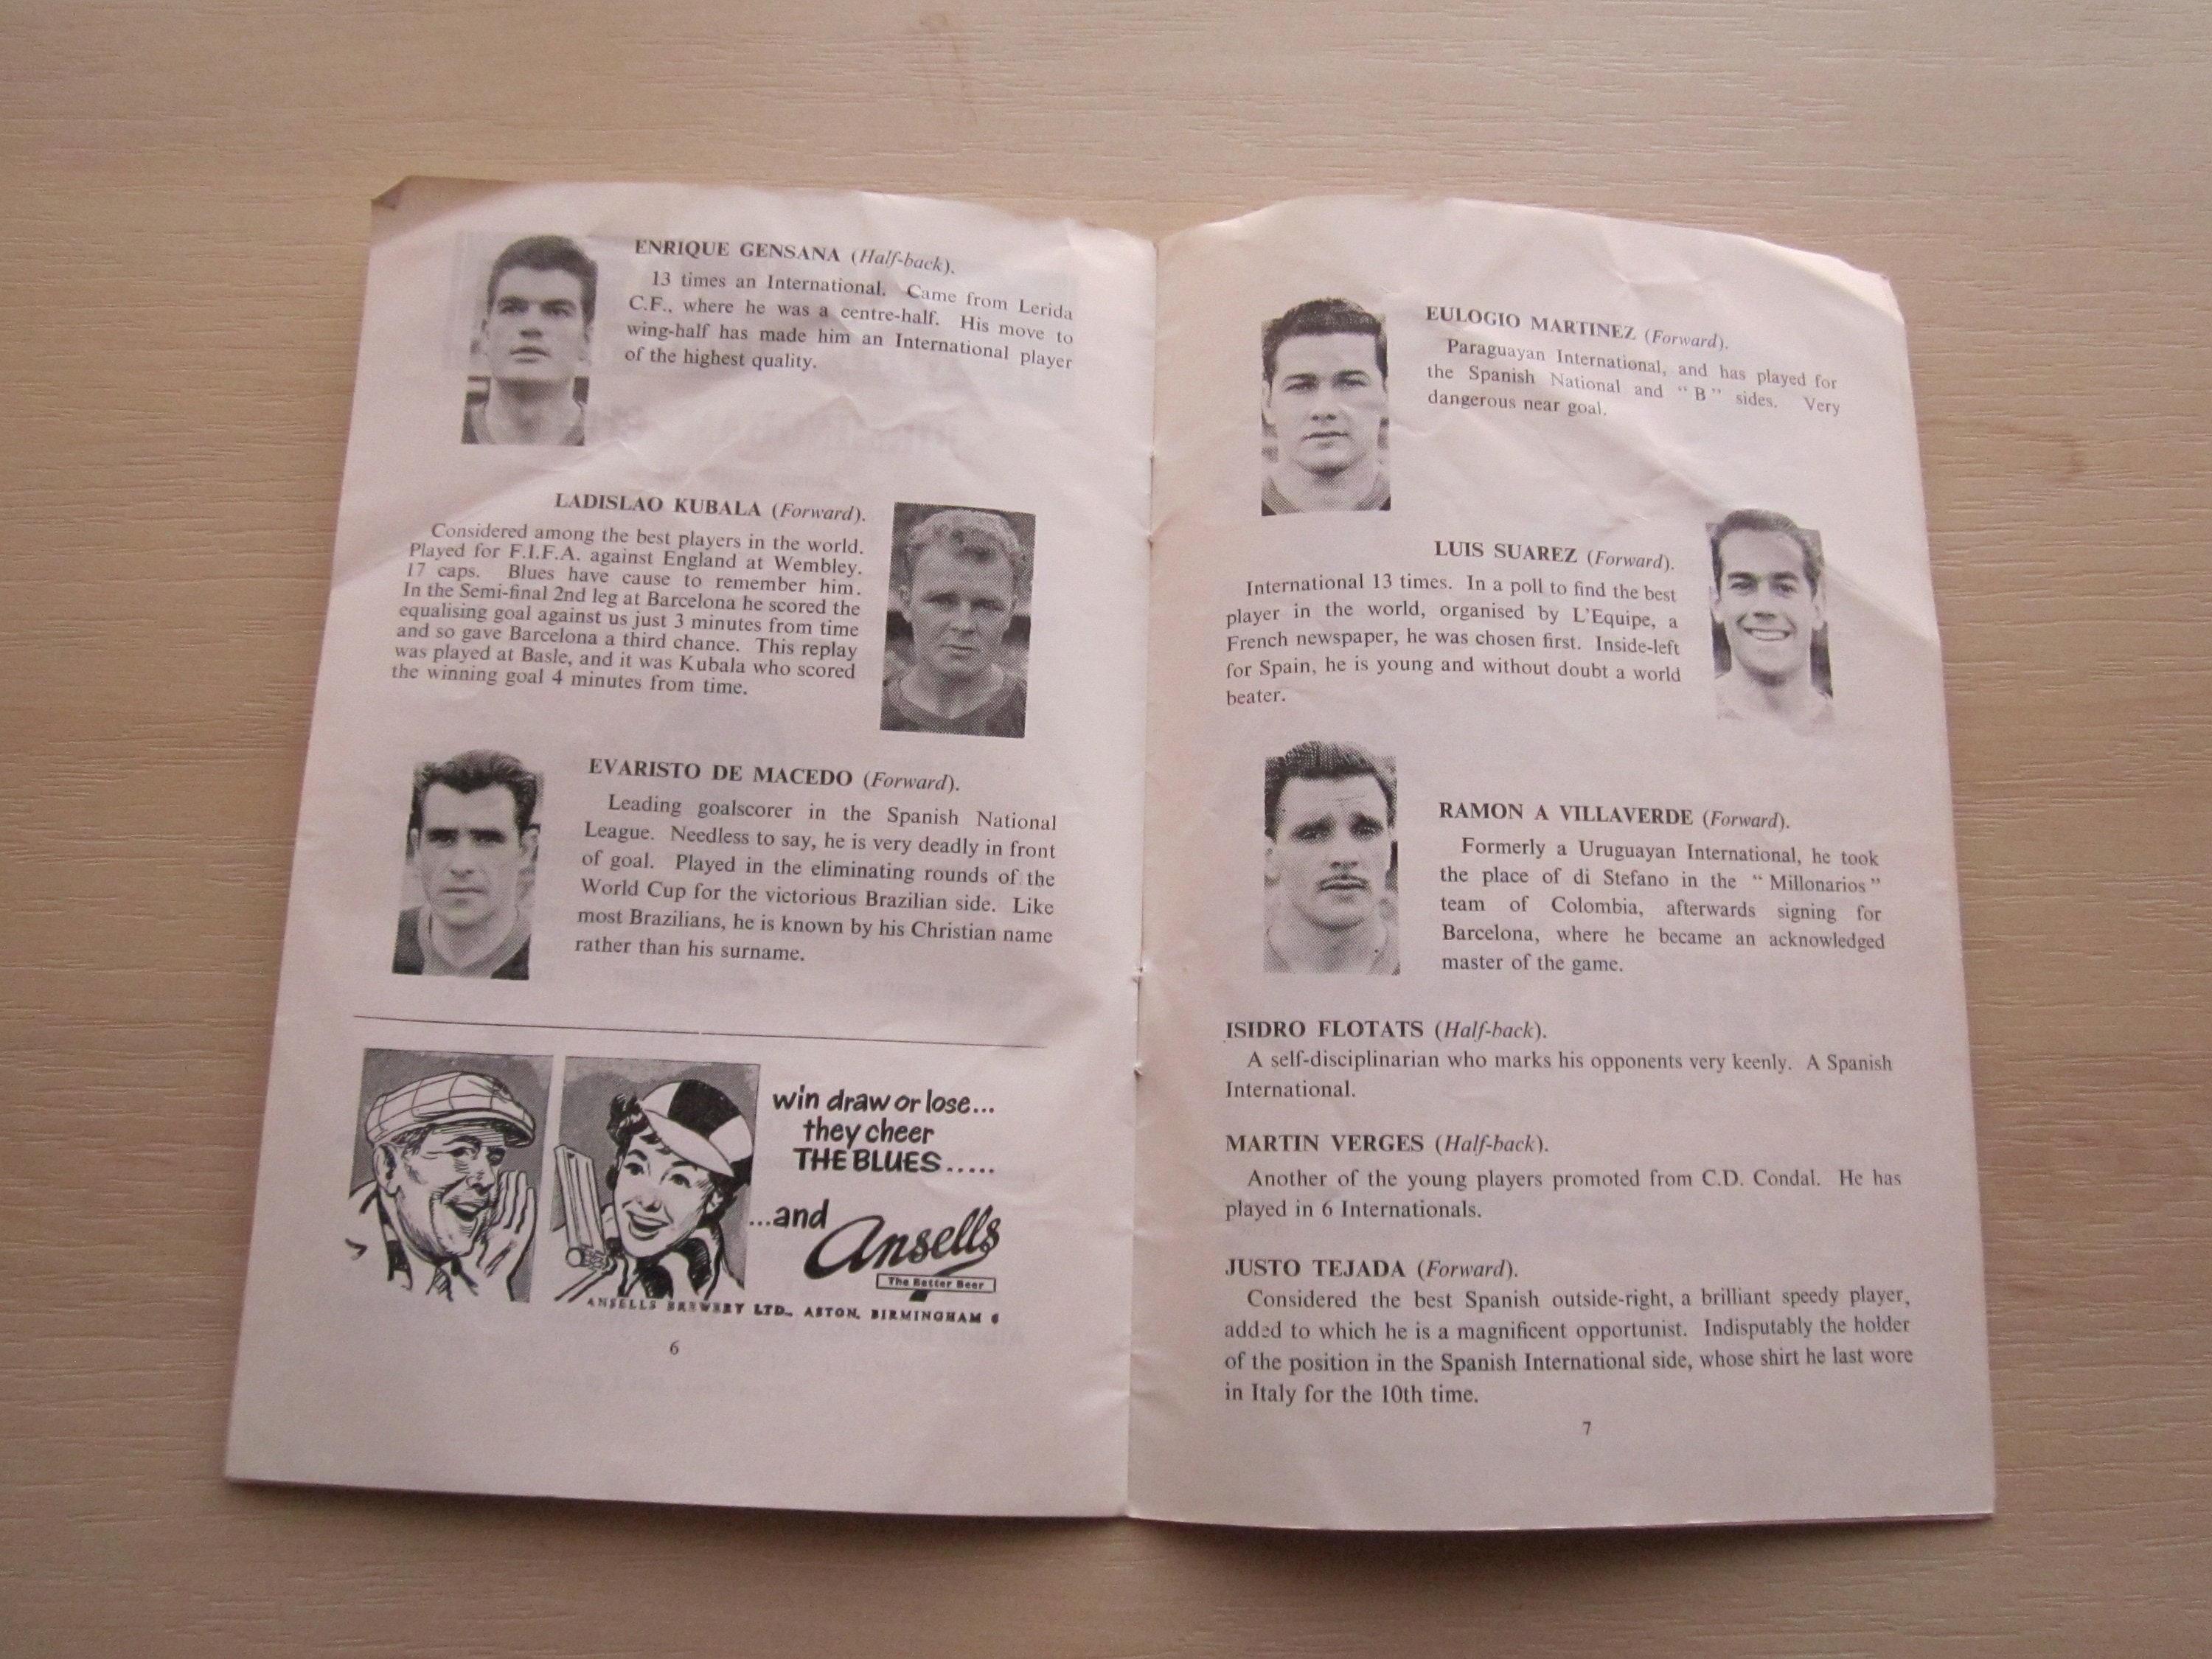 ENRIQUE GENSANA (Half-back).
13 times an International. Came from Lerida
C.F., where he was a centre-half. His move to
wing-half has made him an International player
of the highest quality.
LADISLAO KUBALA (Forward).
Considered among the best players in the world.
Played for F.I.F.A. against England at Wembley.
17 caps. Blues have cause to remember him.
In the Semi-final 2nd leg at Barcelona he scored the
equalising goal against us just 3 minutes from time
and so gave Barcelona a third chance. This replay
was played at Basle, and it was Kubala who scored
the winning goal 4 minutes from time.
EVARISTO DE MACEDO (Forward).
Leading goalscorer in the Spanish National
League. Needless to say, he is very deadly in front
of goal. Played in the eliminating rounds of the
World Cup for the victorious Brazilian side. Like
most Brazilians, he is known by his Christian name
rather than his surname.
win draw or lose...
they cheer
THE BLUES.....
...and
Ansells
The Better Beer
ANSELLS BREWERY LTD., ASTON, BIRMINGHAM 6
6
EULOGIO MARTINEZ (Forward).
Paraguayan International, and has played for
the Spanish National and "B" sides. Very
dangerous near goal.
LUIS SUAREZ (Forward).
International 13 times. In a poll to find the best
player in the world, organised by L'Equipe, a
French newspaper, he was chosen first. Inside-left
for Spain, he is young and without doubt a world
beater.
RAMON A VILLAVERDE (Forward).
Formerly a Uruguayan International, he took
the place of di Stefano in the "Millonarios"
team of Colombia, afterwards signing for
Barcelona, where he became an acknowledged
master of the game.
ISIDRO FLOTATS (Half-back).
A self-disciplinarian who marks his opponents very keenly. A Spanish
International.
MARTIN VERGES (Half-back).
Another of the young players promoted from C.D. Condal. He has
played in 6 Internationals.
JUSTO TEJADA (Forward).
Considered the best Spanish outside-right, a brilliant speedy player,
added to which he is a magnificent opportunist. Indisputably the holder
of the position in the Spanish International side, whose shirt he last wore
in Italy for the 10th time.
7